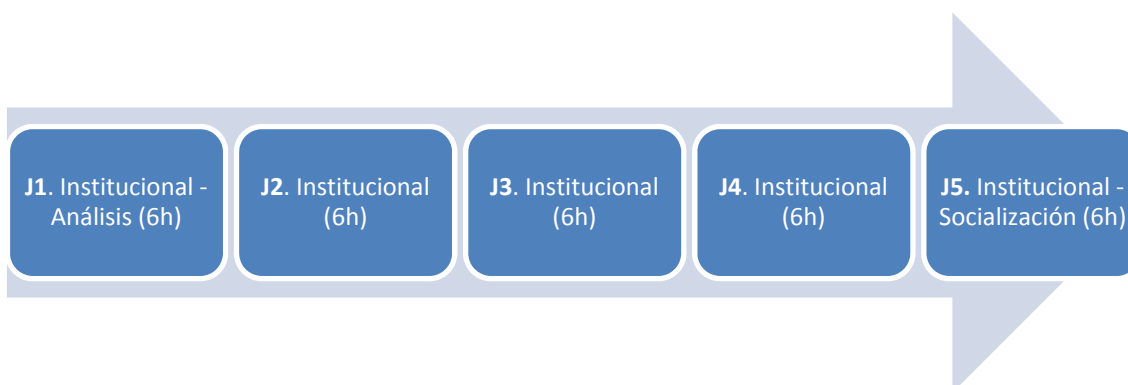 J1. Institucional -
Análisis (6h)
J2. Institucional
(6h)
J3. Institucional
(6h)
J4. Institucional
(6h)
J5. Institucional -
Socialización (6h)